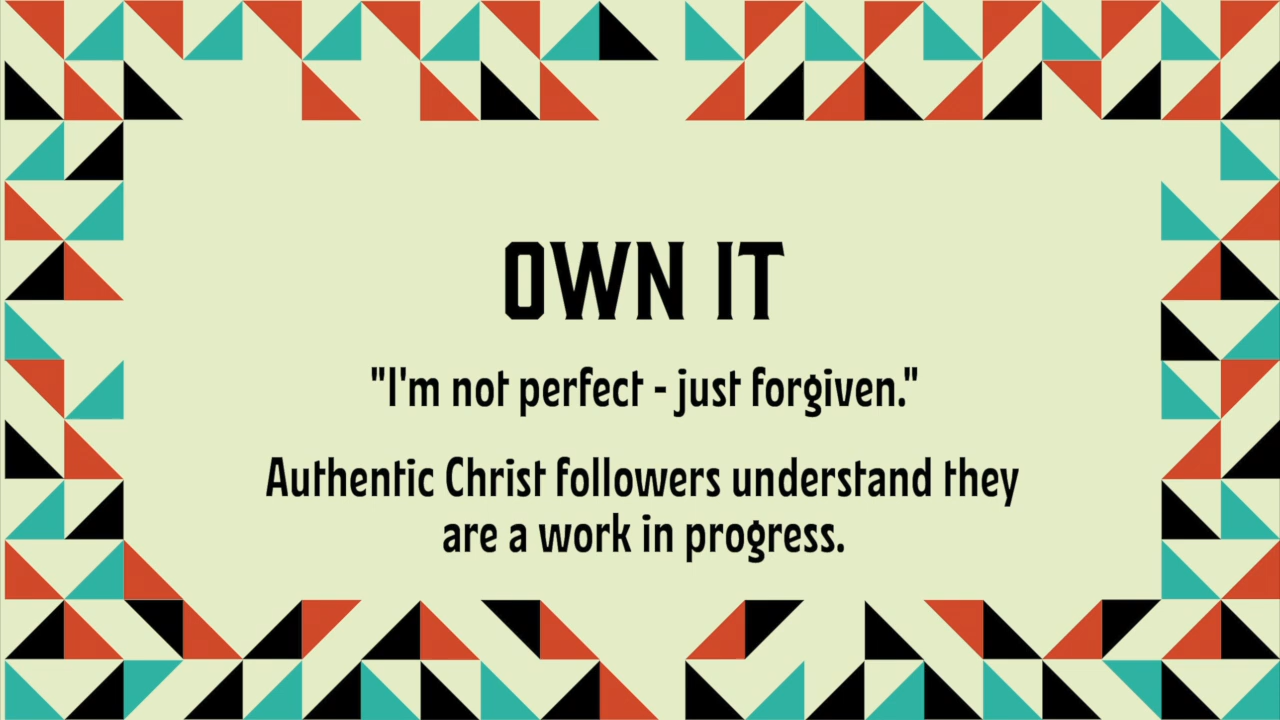 OWN IT
"I'm not perfect - just forgiven."
Authentic Christ followers understand they
are a work in progress.